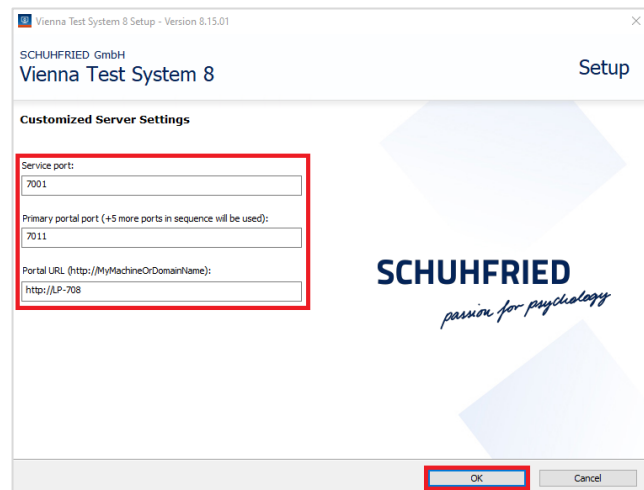 Vienna Test System 8 Setup - Version 8.15.01
SCHUHFRIED GmbH
Vienna Test System 8
Setup
Customized Server Settings
Service port:
7001
Primary portal port (+5 more ports in sequence will be used):
7011
Portal URL (http://MyMachineOrDomainName):
http://LP-708
SCHUHFRIED
passion for psychology
OK
Cancel